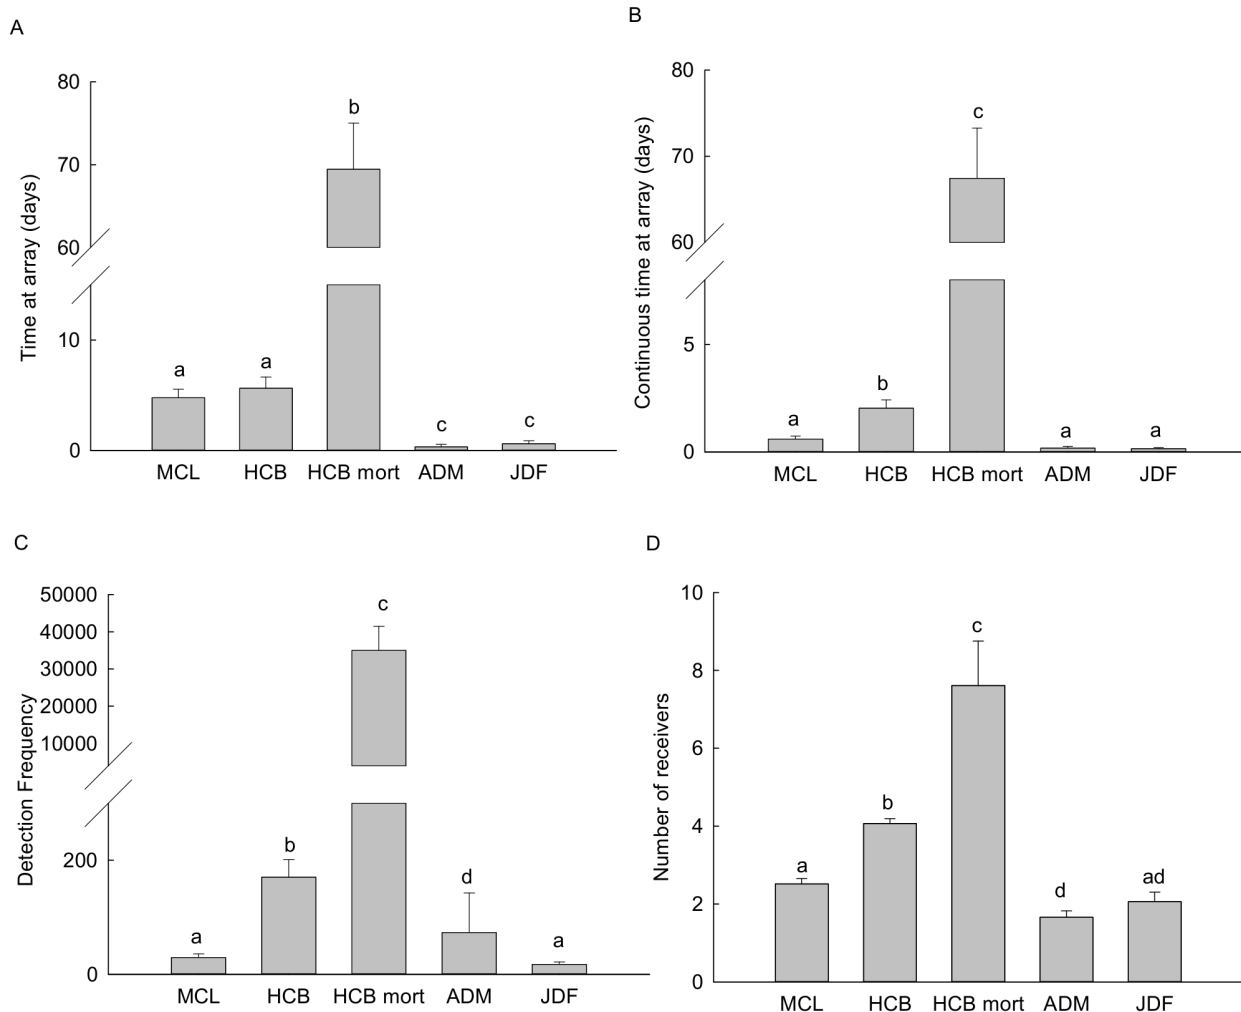 A
Time at array (days)
80
70
60
10
0
a
a
b
c
c
MCL HCB HCB mort ADM JDF
B
Continuous time at array (days)
80
70
60
5
0
a
b
c
a
a
MCL HCB HCB mort ADM JDF
C
Detection Frequency
50000
40000
30000
20000
10000
200
0
a
b
c
d
a
MCL HCB HCB mort ADM JDF
D
Number of receivers
10
8
6
4
2
0
a
b
c
d
ad
MCL HCB HCB mort ADM JDF